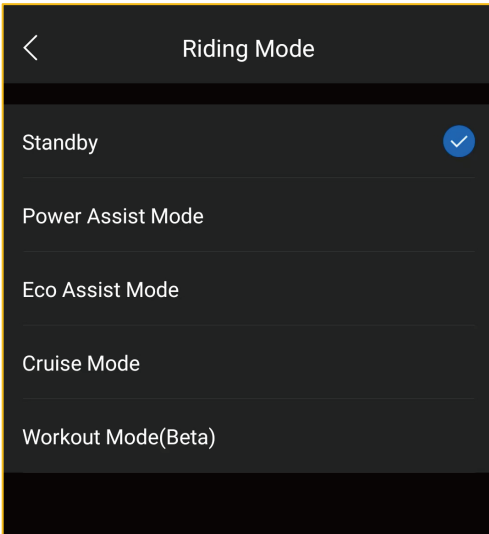 Riding Mode
Standby
Power Assist Mode
Eco Assist Mode
Cruise Mode
Workout Mode(Beta)